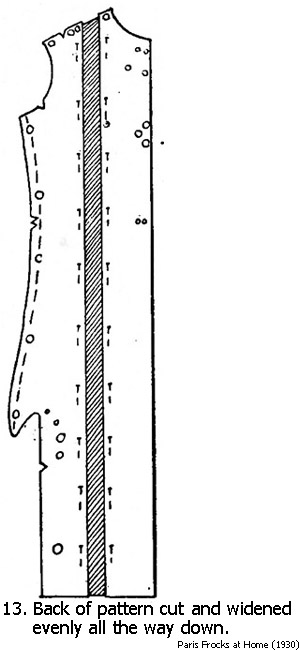 13. Back of pattern cut and widened
evenly all the way down.
Paris Frocks at Home (1930)